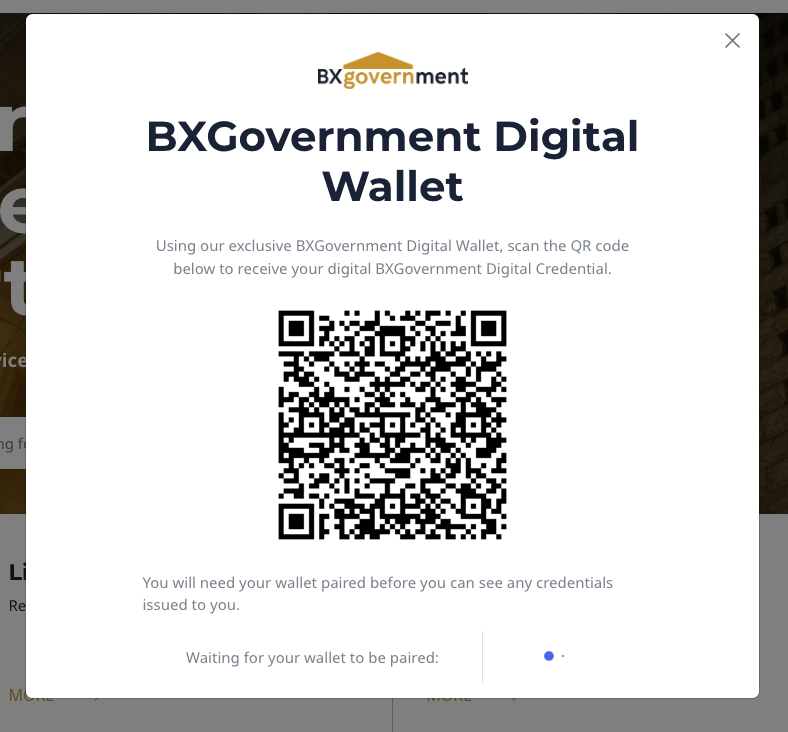 BXgovernment
BXGovernment Digital
Wallet
Using our exclusive BXGovernment Digital Wallet, scan the QR code
below to receive your digital BXGovernment Digital Credential.
You will need your wallet paired before you can see any credentials
issued to you.
Waiting for your wallet to be paired:
MORE
MORE